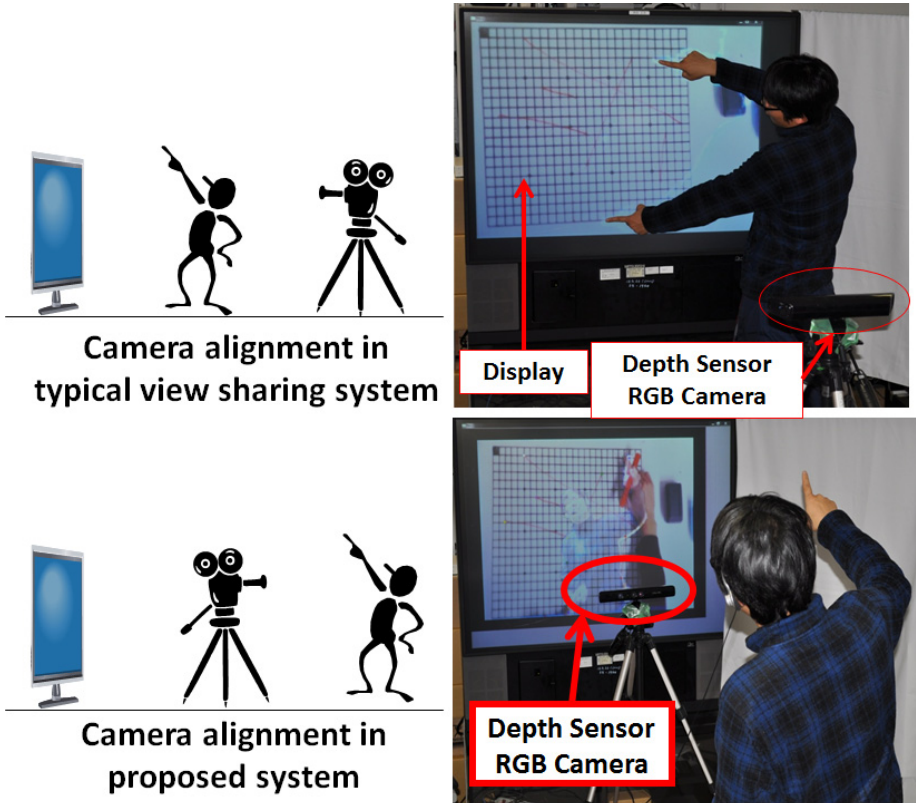 Camera alignment in
typical view sharing system
Display
Depth Sensor
RGB Camera
Camera alignment in
proposed system
Depth Sensor
RGB Camera